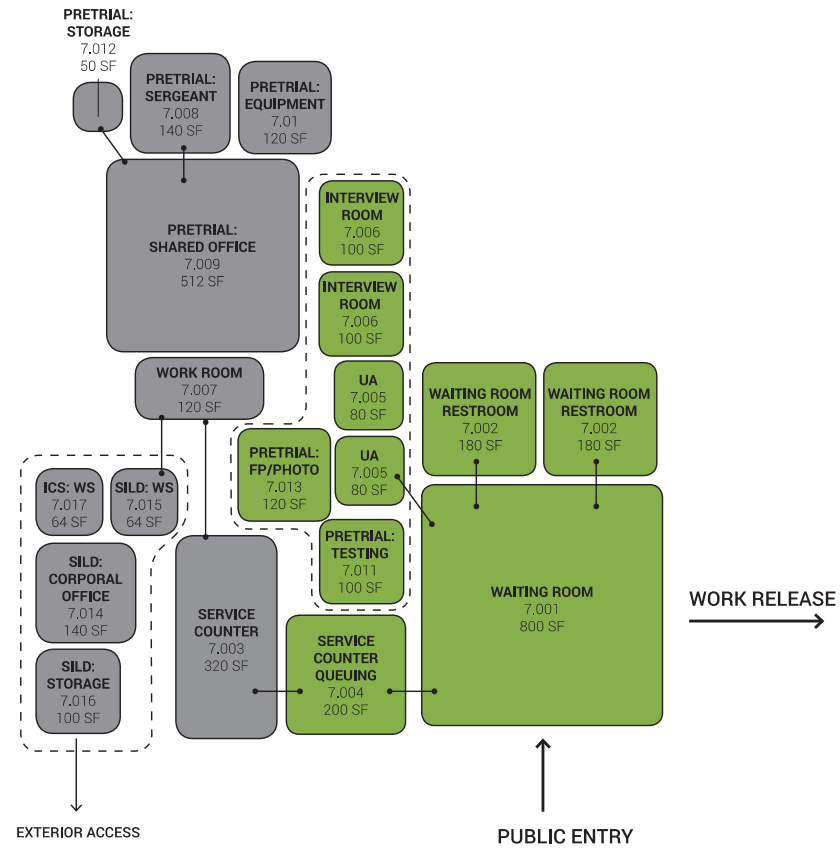 PRETRIAL:
STORAGE
7.012
50 SF
PRETRIAL:
SERGEANT
7.008
140 SF
PRETRIAL:
EQUIPMENT
7.01
120 SF
PRETRIAL:
SHARED OFFICE
7.009
512 SF
INTERVIEW
ROOM
7.006
100 SF
INTERVIEW
ROOM
7.006
100 SF
WORK ROOM
7.007
120 SF
UA
7.005
80 SF
WAITING ROOM
RESTROOM
7.002
180 SF
WAITING ROOM
RESTROOM
7.002
180 SF
PRETRIAL:
FP/PHOTO
7.013
120 SF
UA
7.005
80 SF
ICS: WS
7.017
64 SF
SILD: WS
7.015
64 SF
PRETRIAL:
TESTING
7.011
100 SF
SILD:
CORPORAL
OFFICE
7.014
140 SF
SERVICE
COUNTER
7.003
320 SF
WAITING ROOM
7.001
800 SF
WORK RELEASE
SERVICE
COUNTER
QUEUING
7.004
200 SF
SILD:
STORAGE
7.016
100 SF
EXTERIOR ACCESS
PUBLIC ENTRY